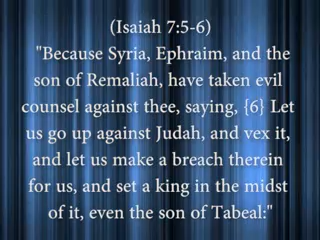 (Isaiah 7:5-6)
"Because Syria, Ephraim, and the
son of Remaliah, have taken evil
counsel against thee, saying, {6} Let
us go up against Judah, and vex it,
and let us make a breach therein
for us, and set a king in the midst
of it, even the son of Tabeal:"